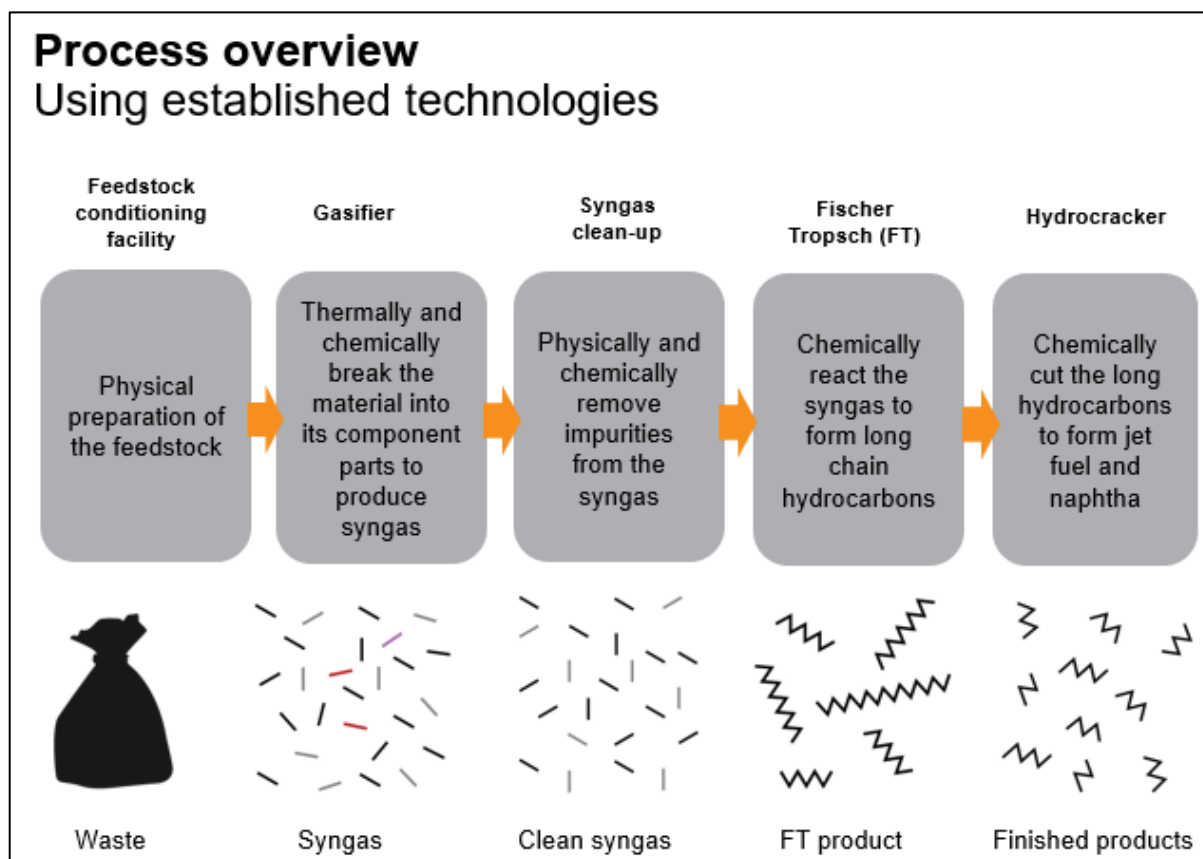 Process overview
Using established technologies
Feedstock
conditioning
facility
Gasifier
Syngas
clean-up
Fischer
Tropsch (FT)
Hydrocracker
Physical
preparation of
the feedstock
Thermally and
chemically
break the
material into
its component
parts to
produce
syngas
Physically and
chemically
remove
impurities
from the
syngas
Chemically
react the
syngas to
form long
chain
hydrocarbons
Chemically
cut the long
hydrocarbons
to form jet
fuel and
naphtha
Waste
Syngas
Clean syngas
FT product
Finished products